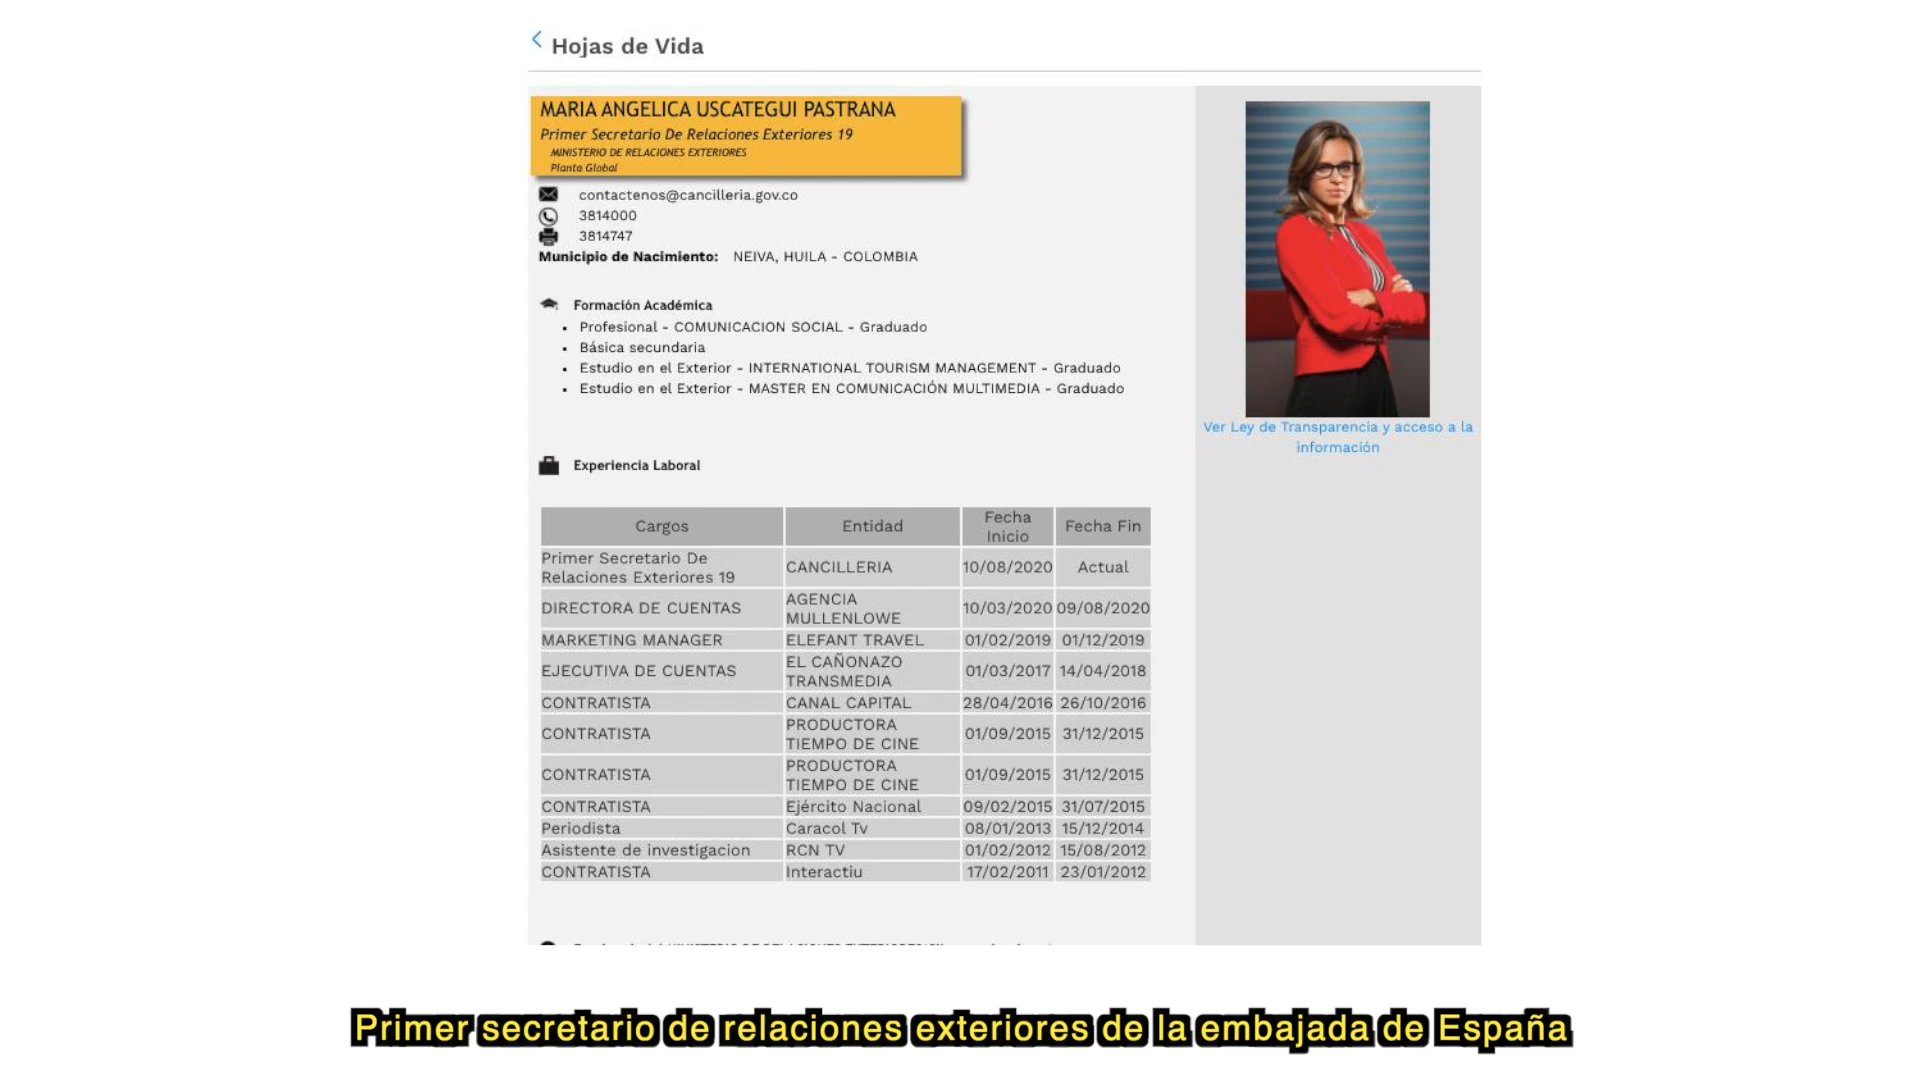 Hojas de Vida
MARIA ANGELICA USCATEGUI PASTRANA
Primer Secretario De Relaciones Exteriores 19
MINISTERIO DE RELACIONES EXTERIORES
Planta Global
contactenos@cancilleria.gov.co
3814000
3814747
Municipio de Nacimiento: NEIVA, HUILA - COLOMBIA
Formación Académica
Profesional - COMUNICACION SOCIAL - Graduado
Básica secundaria
Estudio en el Exterior - INTERNATIONAL TOURISM MANAGEMENT - Graduado
Estudio en el Exterior - MASTER EN COMUNICACIÓN MULTIMEDIA - Graduado
Ver Ley de Transparencia y acceso a la
información
Experiencia Laboral
Cargos Entidad Fecha Inicio Fecha Fin
Primer Secretario De Relaciones Exteriores 19 CANCILLERIA 10/08/2020 Actual
DIRECTORA DE CUENTAS AGENCIA MULLENLOWE 10/03/2020 09/08/2020
MARKETING MANAGER ELEFANT TRAVEL 01/02/2019 01/12/2019
EJECUTIVA DE CUENTAS EL CAÑONAZO TRANSMEDIA 01/03/2017 14/04/2018
CONTRATISTA CANAL CAPITAL 28/04/2016 26/10/2016
CONTRATISTA PRODUCTORA TIEMPO DE CINE 01/09/2015 31/12/2015
CONTRATISTA PRODUCTORA TIEMPO DE CINE 01/09/2015 31/12/2015
CONTRATISTA Ejército Nacional 09/02/2015 31/07/2015
Periodista Caracol Tv 08/01/2013 15/12/2014
Asistente de investigacion RCN TV 01/02/2012 15/08/2012
CONTRATISTA Interactiu 17/02/2011 23/01/2012
Primer secretario de relaciones exteriores de la embajada de España